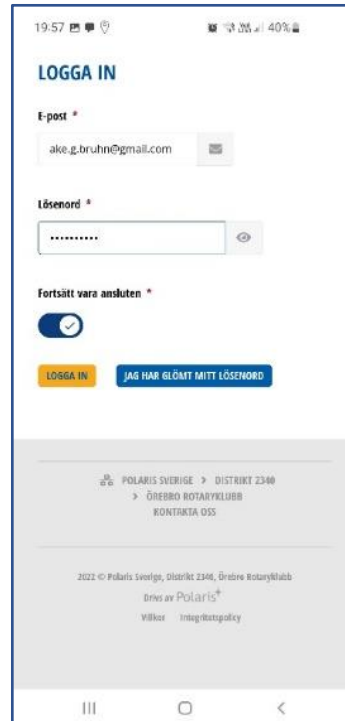 19:57 40%
LOGGA IN
E-post *
ake.g.bruhn@gmail.com
Lösenord *
••••••••••
Fortsätt vara ansluten *
LOGGA IN JAG HAR GLÖMT MITT LÖSENORD
POLARIS SVERIGE > DISTRIKT 2340
> ÖREBRO ROTARYKLUBB
KONTAKTA OSS
2022 © Polaris Sverige, Distrikt 2340, Örebro Rotaryklubb
Drivs av Polaris+
Villkor Integritetspolicy